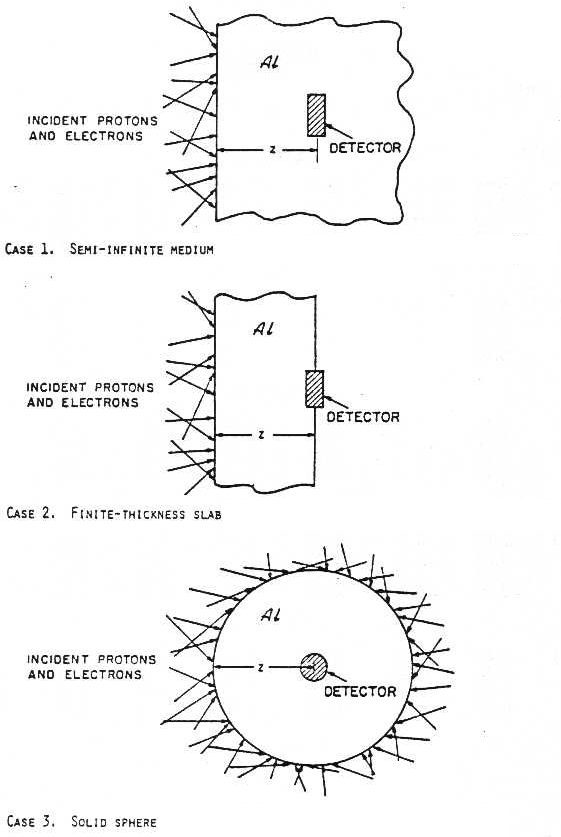 Al
INCIDENT PROTONS
AND ELECTRONS
z
DETECTOR
CASE 1. SEMI-INFINITE MEDIUM
Al
INCIDENT PROTONS
AND ELECTRONS
DETECTOR
z
CASE 2. FINITE-THICKNESS SLAB
Al
INCIDENT PROTONS
AND ELECTRONS
z
DETECTOR
CASE 3. SOLID SPHERE